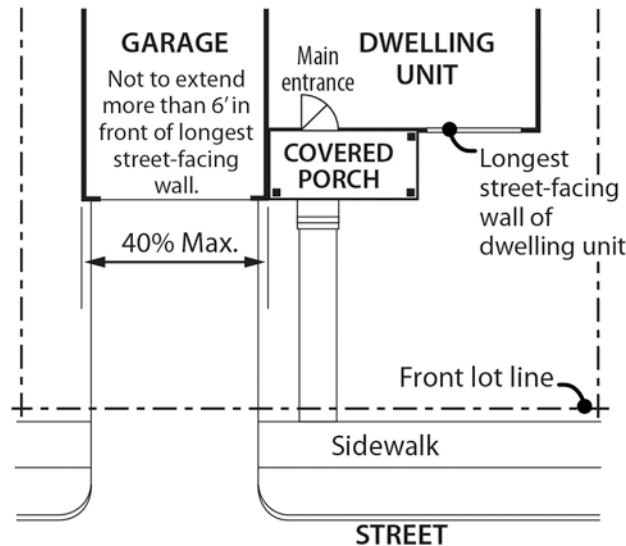 GARAGE
Not to extend
more than 6' in
front of longest
street-facing
wall.
Main
entrance
DWELLING
UNIT
COVERED
PORCH
Longest
street-facing
wall of
dwelling unit
40% Max.
Front lot line
Sidewalk
STREET